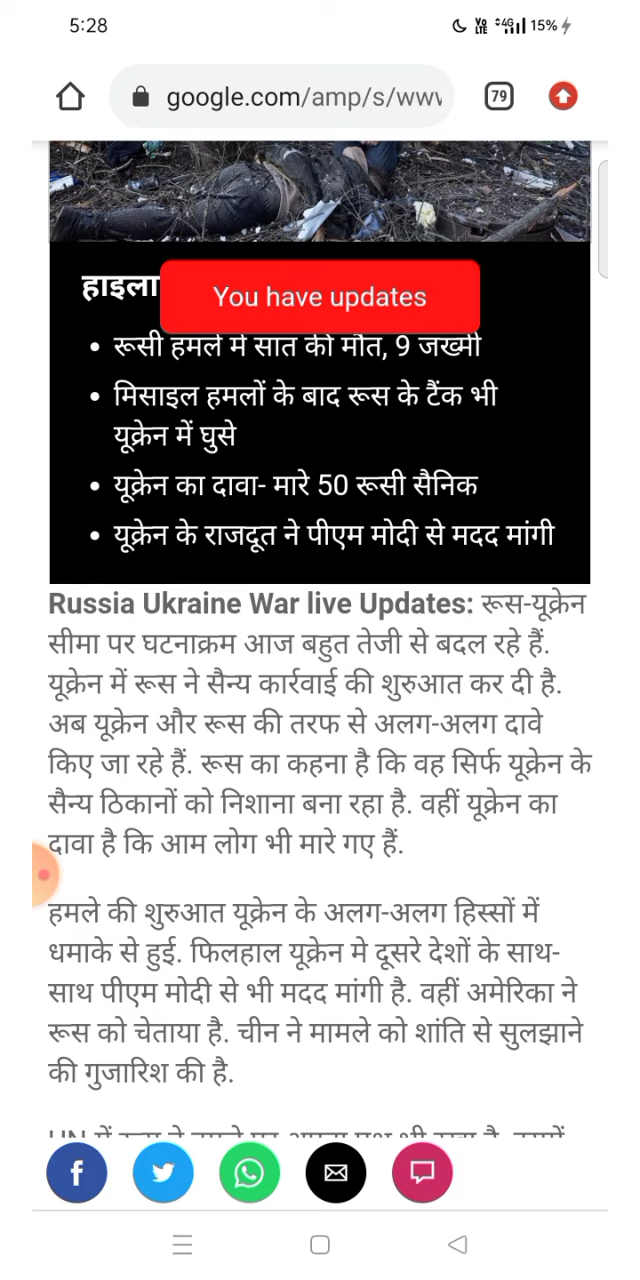 5:28
Vo LTE 4G 15%
google.com/amp/s/www
79
हाइला
You have updates
• रूसी हमले में सात की मौत, 9 जख्मी
• मिसाइल हमलों के बाद रूस के टैंक भी
यूक्रेन में घुसे
• यूक्रेन का दावा- मारे 50 रूसी सैनिक
• यूक्रेन के राजदूत ने पीएम मोदी से मदद मांगी
Russia Ukraine War live Updates: रूस-यूक्रेन
सीमा पर घटनाक्रम आज बहुत तेजी से बदल रहे हैं.
यूक्रेन में रूस ने सैन्य कार्रवाई की शुरुआत कर दी है.
अब यूक्रेन और रूस की तरफ से अलग-अलग दावे
किए जा रहे हैं. रूस का कहना है कि वह सिर्फ यूक्रेन के
सैन्य ठिकानों को निशाना बना रहा है. वहीं यूक्रेन का
दावा है कि आम लोग भी मारे गए हैं.
हमले की शुरुआत यूक्रेन के अलग-अलग हिस्सों में
धमाके से हुई. फिलहाल यूक्रेन मे दूसरे देशों के साथ-
साथ पीएम मोदी से भी मदद मांगी है. वहीं अमेरिका ने
रूस को चेताया है. चीन ने मामले को शांति से सुलझाने
की गुजारिश की है.